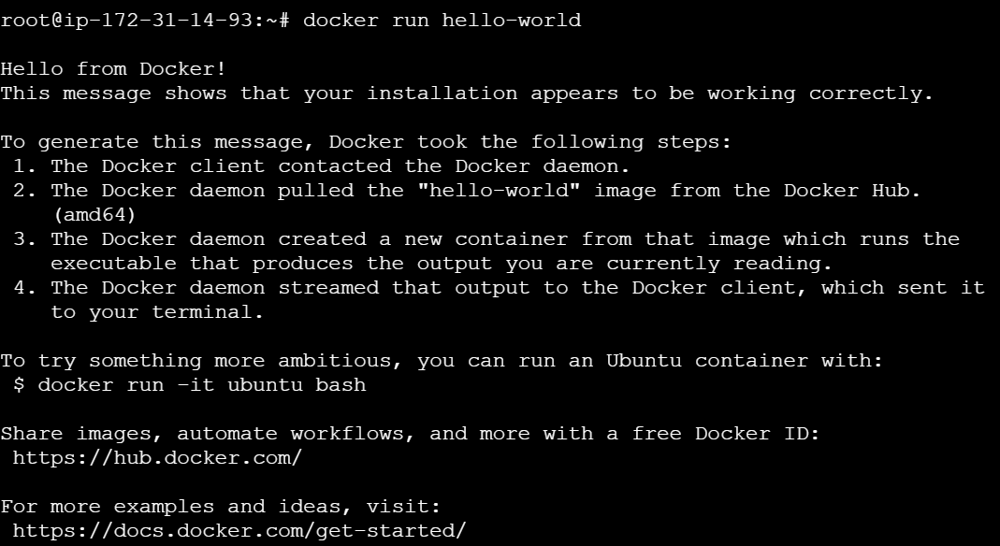 root@ip-172-31-14-93:~# docker run hello-world
Hello from Docker!
This message shows that your installation appears to be working correctly.
To generate this message, Docker took the following steps:
1. The Docker client contacted the Docker daemon.
2. The Docker daemon pulled the "hello-world" image from the Docker Hub.
(amd64)
3. The Docker daemon created a new container from that image which runs the
executable that produces the output you are currently reading.
4. The Docker daemon streamed that output to the Docker client, which sent it
to your terminal.
To try something more ambitious, you can run an Ubuntu container with:
$ docker run -it ubuntu bash
Share images, automate workflows, and more with a free Docker ID:
https://hub.docker.com/
For more examples and ideas, visit:
https://docs.docker.com/get-started/